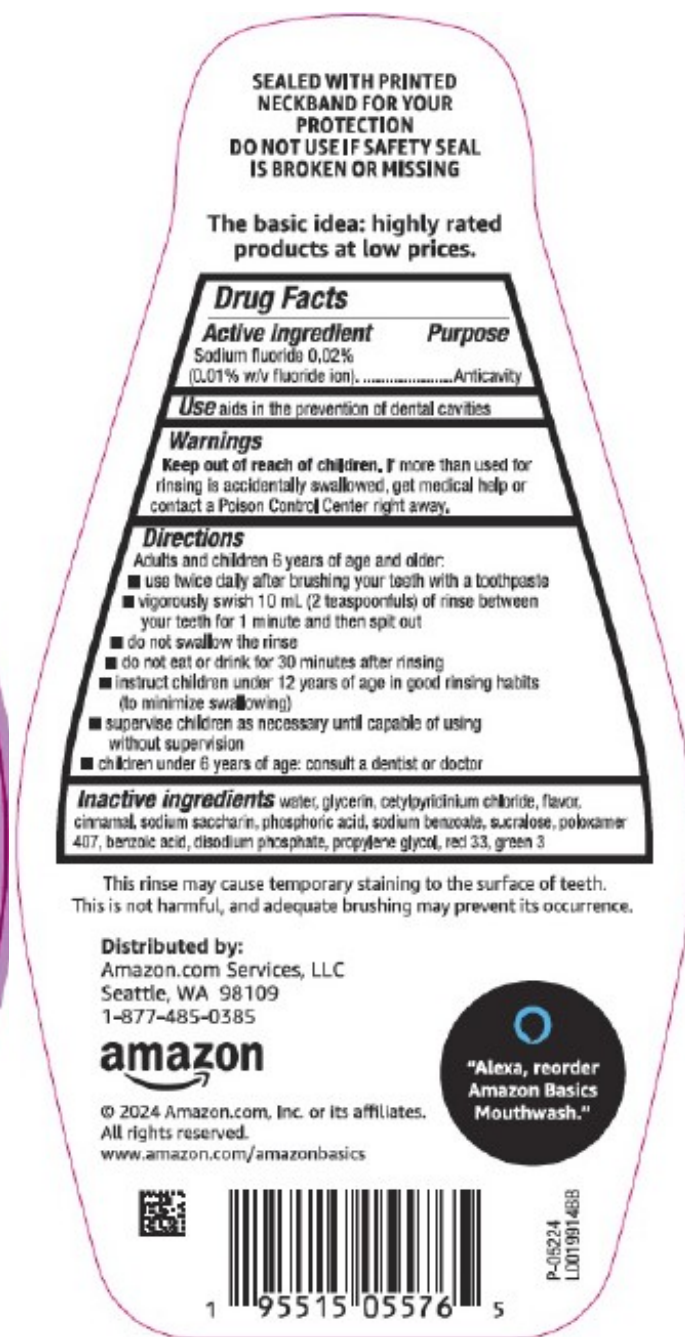 SEALED WITH PRINTED
NECKBAND FOR YOUR
PROTECTION
DO NOT USE IF SAFETY SEAL
IS BROKEN OR MISSING
The basic idea: highly rated
products at low prices.
Drug Facts
Active ingredient Purpose
Sodium fluoride 0.02%
(0.01% w/v fluoride ion). ......................Anticavity
Use aids in the prevention of dental cavities
Warnings
Keep out of reach of children. If more than used for
rinsing is accidentally swallowed, get medical help or
contact a Poison Control Center right away.
Directions
Adults and children 6 years of age and older:
■ use twice daily after brushing your teeth with a toothpaste
■ vigorously swish 10 mL (2 teaspoonfuls) of rinse between
your teeth for 1 minute and then spit out
■ do not swallow the rinse
■ do not eat or drink for 30 minutes after rinsing
■ instruct children under 12 years of age in good rinsing habits
(to minimize swallowing)
■ supervise children as necessary until capable of using
without supervision
■ children under 6 years of age: consult a dentist or doctor
Inactive ingredients water, glycerin, cetylpyridinium chloride, flavor,
cinnamal, sodium saccharin, phosphoric acid, sodium benzoate, sucralose, poloxamer
407, benzoic acid, disodium phosphate, propylene glycol, red 33, green 3
This rinse may cause temporary staining to the surface of teeth.
This is not harmful, and adequate brushing may prevent its occurrence.
Distributed by:
Amazon.com Services, LLC
Seattle, WA 98109
1-877-485-0385
amazon
© 2024 Amazon.com, Inc. or its affiliates.
All rights reserved.
www.amazon.com/amazonbasics
"Alexa, reorder
Amazon Basics
Mouthwash."
P-05224
L0019914BB
1 95515 05576 5